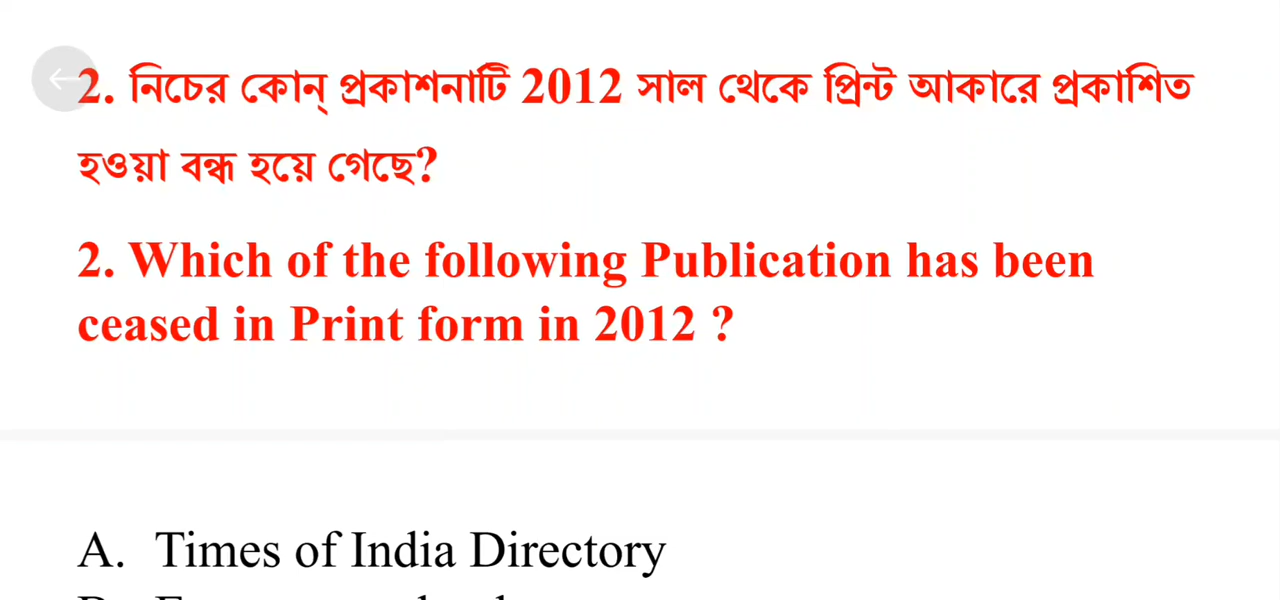 2. নিচের কোন্ প্রকাশনাটি 2012 সাল থেকে প্রিন্ট আকারে প্রকাশিত
হওয়া বন্ধ হয়ে গেছে?
2. Which of the following Publication has been
ceased in Print form in 2012 ?
A. Times of India Directory